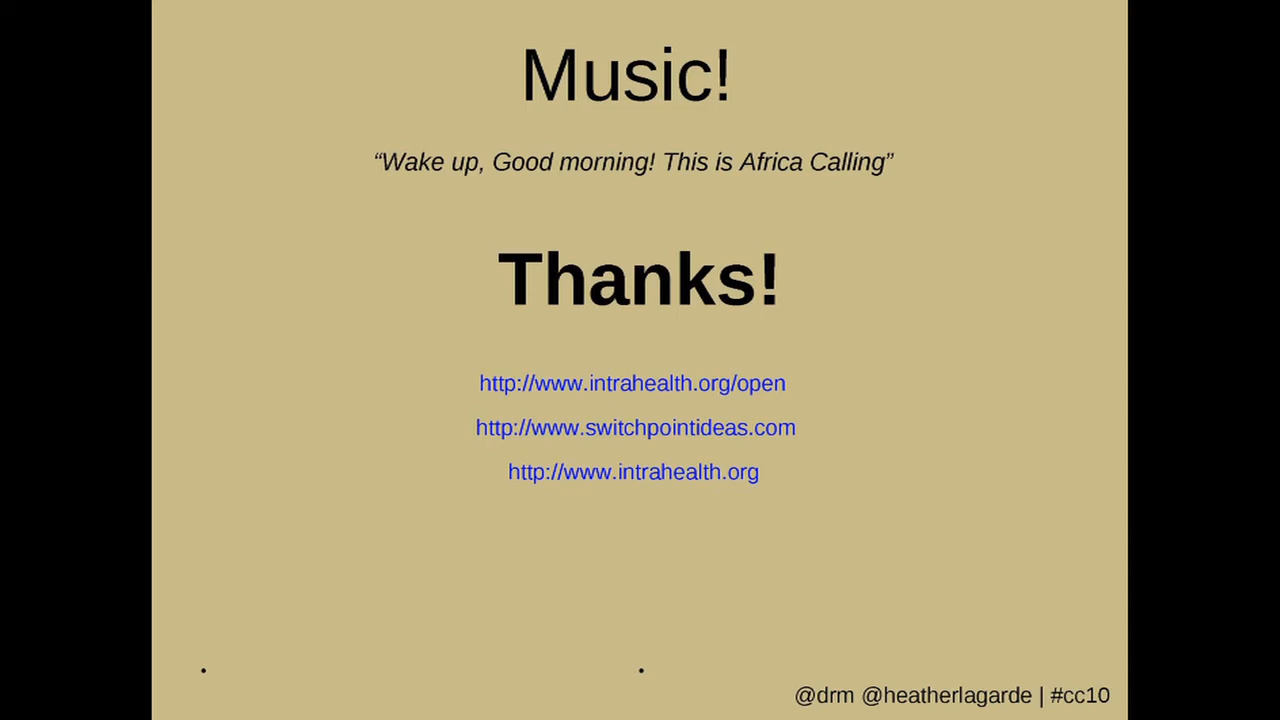 Music!
“Wake up, Good morning! This is Africa Calling”
Thanks!
http://www.intrahealth.org/open
http://www.switchpointideas.com
http://www.intrahealth.org
@drm @heatherlagarde | #cc10